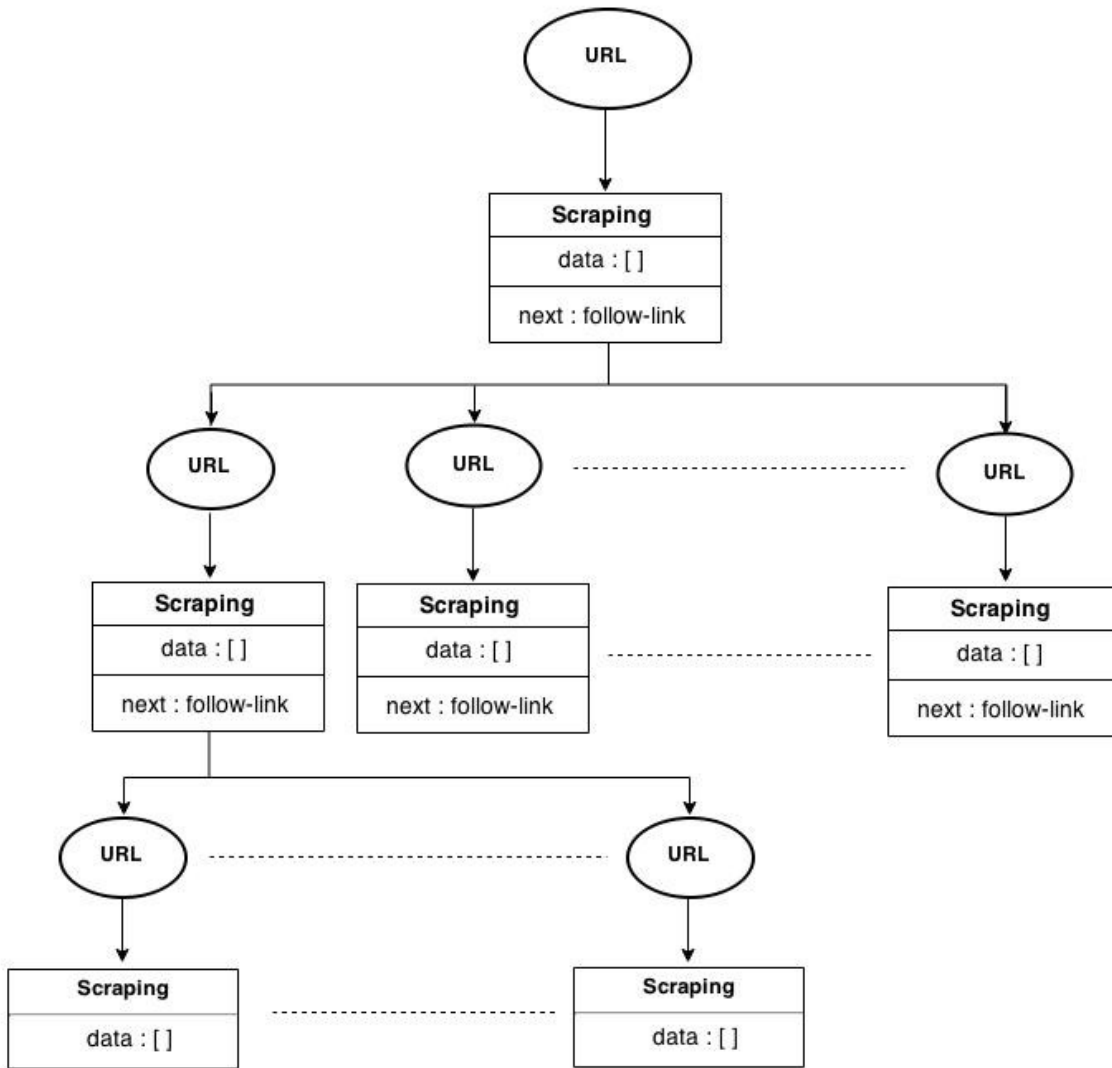 URL
Scraping
data : [ ]
next : follow-link
URL
URL
URL
Scraping
data : [ ]
next : follow-link
Scraping
data : [ ]
next : follow-link
Scraping
data : [ ]
next : follow-link
URL
URL
Scraping
data : [ ]
Scraping
data : [ ]